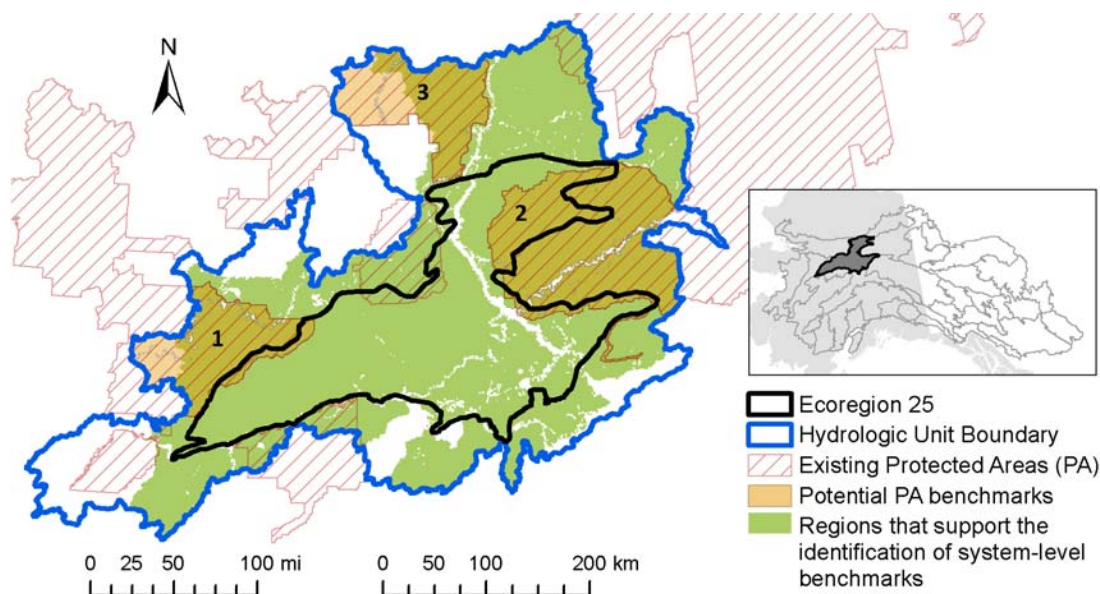 N
3
2
1
Ecoregion 25
Hydrologic Unit Boundary
Existing Protected Areas (PA)
Potential PA benchmarks
Regions that support the
identification of system-level
benchmarks
0 25 50 100 mi
0 50 100 200 km